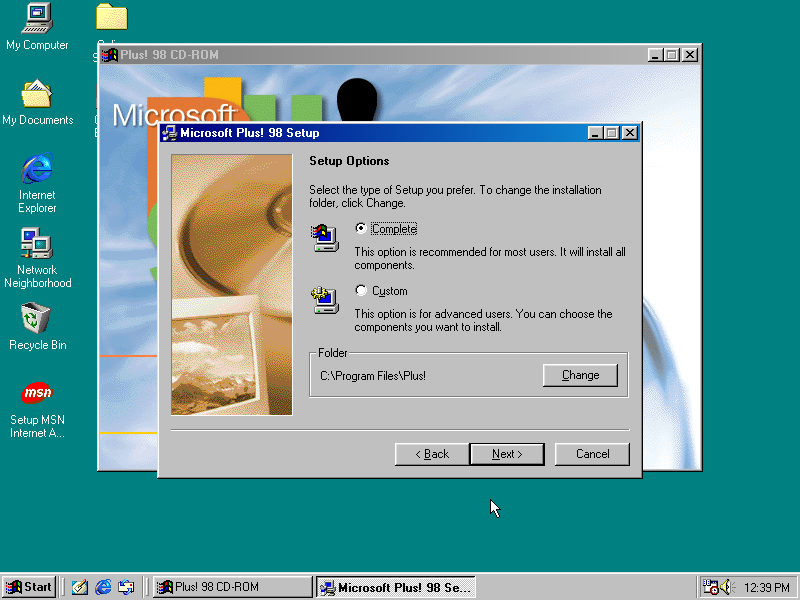 My Computer
My Documents
Internet
Explorer
Network
Neighborhood
Recycle Bin
msn
Setup MSN
Internet A...
Plus! 98 CD-ROM
Microsoft
Microsoft Plus! 98 Setup
Setup Options
Select the type of Setup you prefer. To change the installation
folder, click Change.
Complete
This option is recommended for most users. It will install all
components.
Custom
This option is for advanced users. You can choose the
components you want to install.
Folder
C:\Program Files\Plus!
Change
< Back
Next >
Cancel
Start
Plus! 98 CD-ROM
Microsoft Plus! 98 Se...
12:39 PM